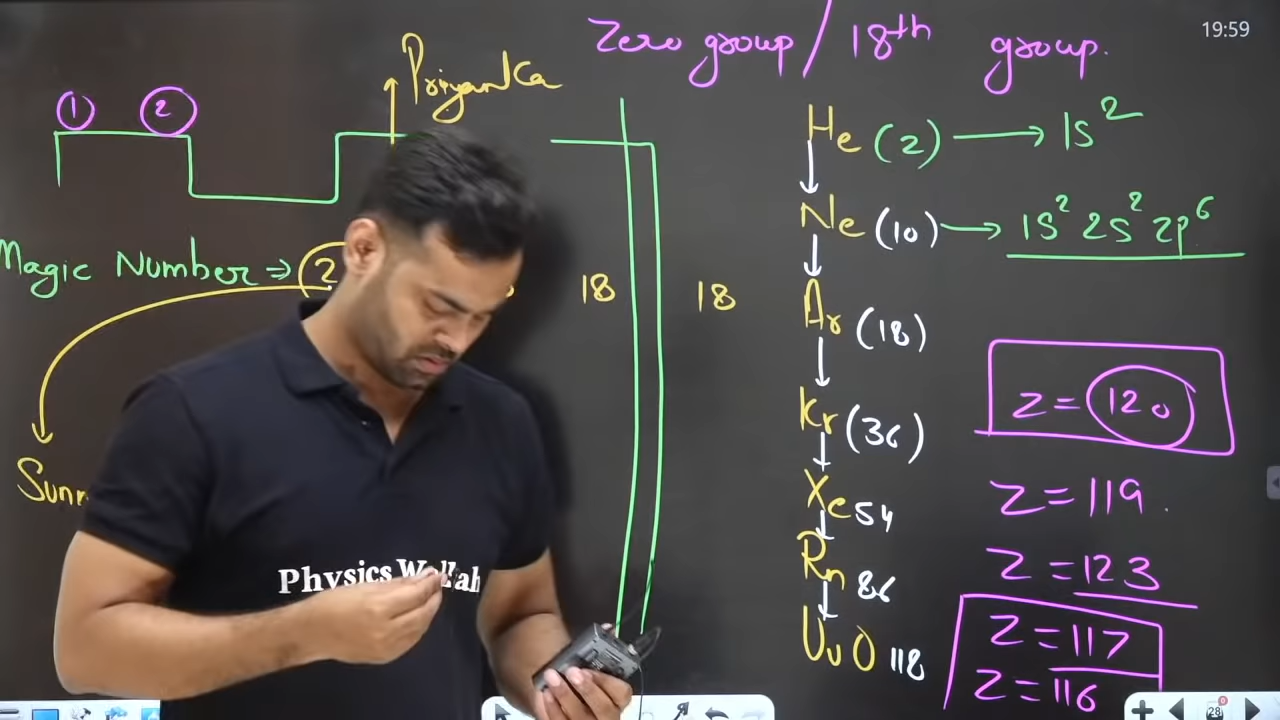 Zero group / 18th group.
19:59
Priyanka
1 2
He (2) → 1s²
Ne (10) → 1s² 2s² 2p⁶
Magic Number ⇒ (2
18 18
Ar (18)
Z = 120
Kr (36)
Z = 119
Xe 54
Z = 123
Rn 86
Z = 117
Uuo 118
Z = 116
Physics Wallah
28